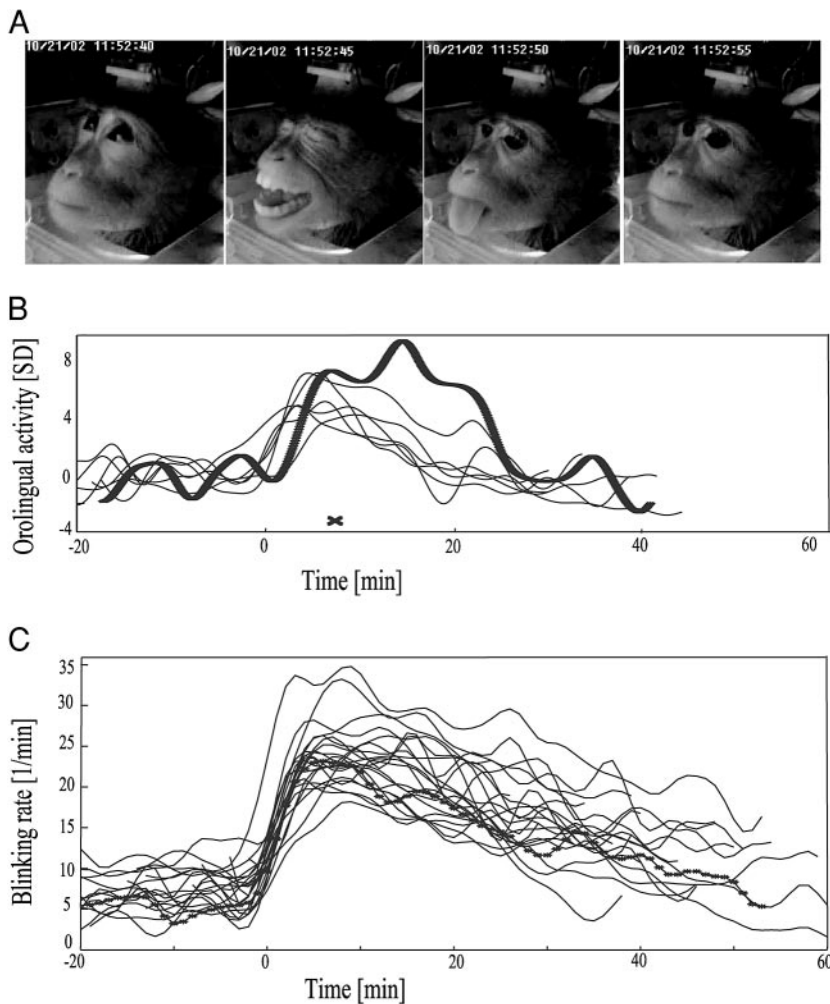 A
10/21/02 11:52:40 10/21/02 11:52:45 10/21/02 11:52:50 10/21/02 11:52:55
B
Orolingual activity [SD]
8
4
0
-4
-20 0 20 40 60
Time [min]
C
Blinking rate [1/min]
35
30
25
20
15
10
5
0
-20 0 20 40 60
Time [min]